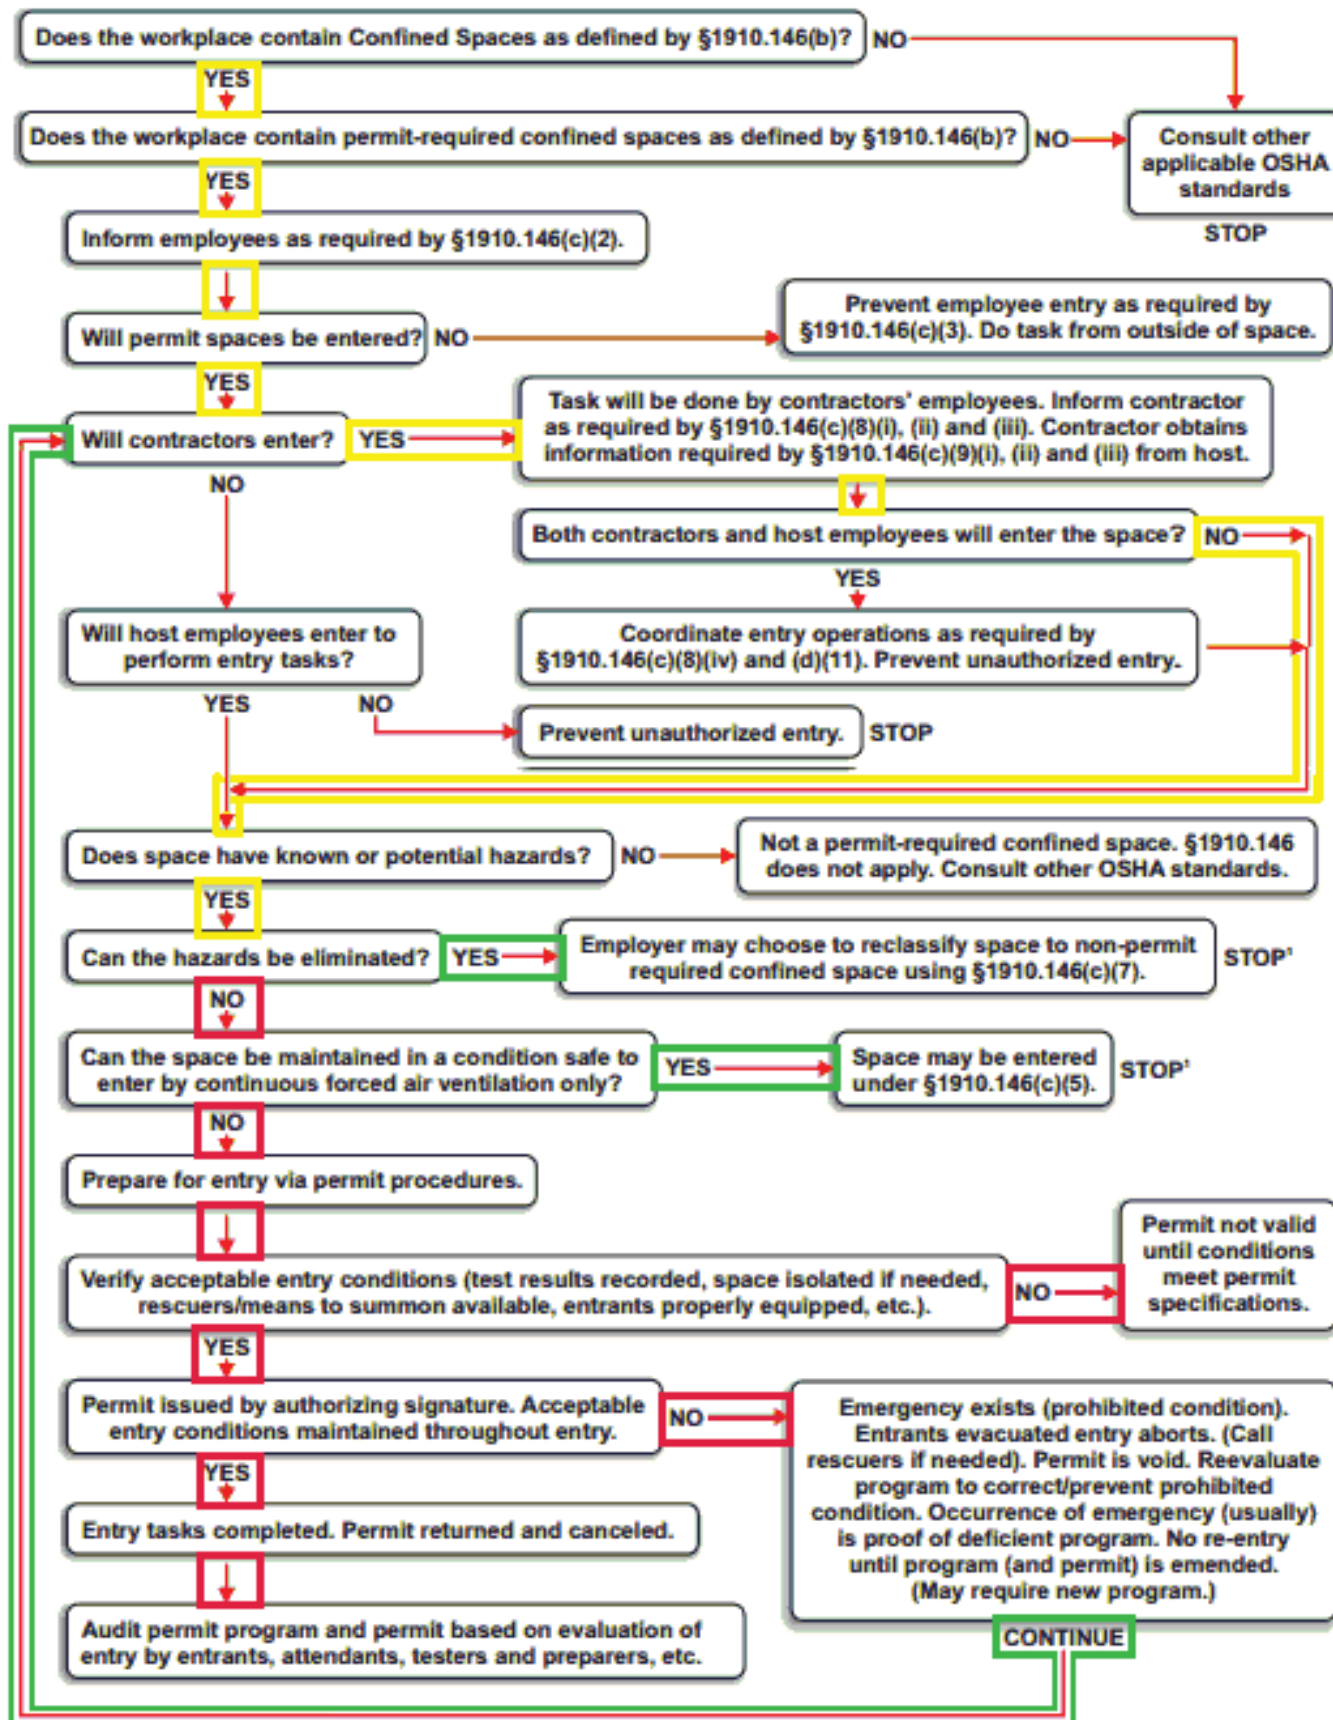 Does the workplace contain Confined Spaces as defined by §1910.146(b)?
NO
YES
Does the workplace contain permit-required confined spaces as defined by §1910.146(b)?
NO
Consult other
applicable OSHA
standards
STOP
YES
Inform employees as required by §1910.146(c)(2).
Will permit spaces be entered?
NO
Prevent employee entry as required by
§1910.146(c)(3). Do task from outside of space.
YES
Will contractors enter?
YES
Task will be done by contractors' employees. Inform contractor
as required by §1910.146(c)(8)(i), (ii) and (iii). Contractor obtains
information required by §1910.146(c)(9)(i), (ii) and (iii) from host.
NO
Both contractors and host employees will enter the space?
NO
YES
Will host employees enter to
perform entry tasks?
Coordinate entry operations as required by
§1910.146(c)(8)(iv) and (d)(11). Prevent unauthorized entry.
YES
NO
Prevent unauthorized entry.
STOP
Does space have known or potential hazards?
NO
Not a permit-required confined space. §1910.146
does not apply. Consult other OSHA standards.
YES
Can the hazards be eliminated?
YES
Employer may choose to reclassify space to non-permit
required confined space using §1910.146(c)(7).
STOP¹
NO
Can the space be maintained in a condition safe to
enter by continuous forced air ventilation only?
YES
Space may be entered
under §1910.146(c)(5).
STOP¹
NO
Prepare for entry via permit procedures.
Verify acceptable entry conditions (test results recorded, space isolated if needed,
rescuers/means to summon available, entrants properly equipped, etc.).
NO
Permit not valid
until conditions
meet permit
specifications.
YES
Permit issued by authorizing signature. Acceptable
entry conditions maintained throughout entry.
NO
Emergency exists (prohibited condition).
Entrants evacuated entry aborts. (Call
rescuers if needed). Permit is void. Reevaluate
program to correct/prevent prohibited
condition. Occurrence of emergency (usually)
is proof of deficient program. No re-entry
until program (and permit) is emended.
(May require new program.)
YES
Entry tasks completed. Permit returned and canceled.
Audit permit program and permit based on evaluation of
entry by entrants, attendants, testers and preparers, etc.
CONTINUE